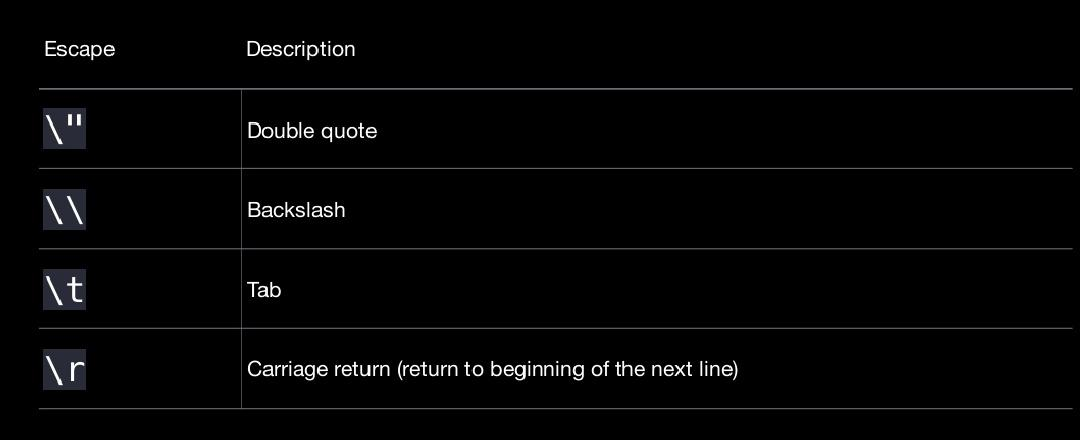 Escape Description
\" Double quote
\\ Backslash
\t Tab
\r Carriage return (return to beginning of the next line)